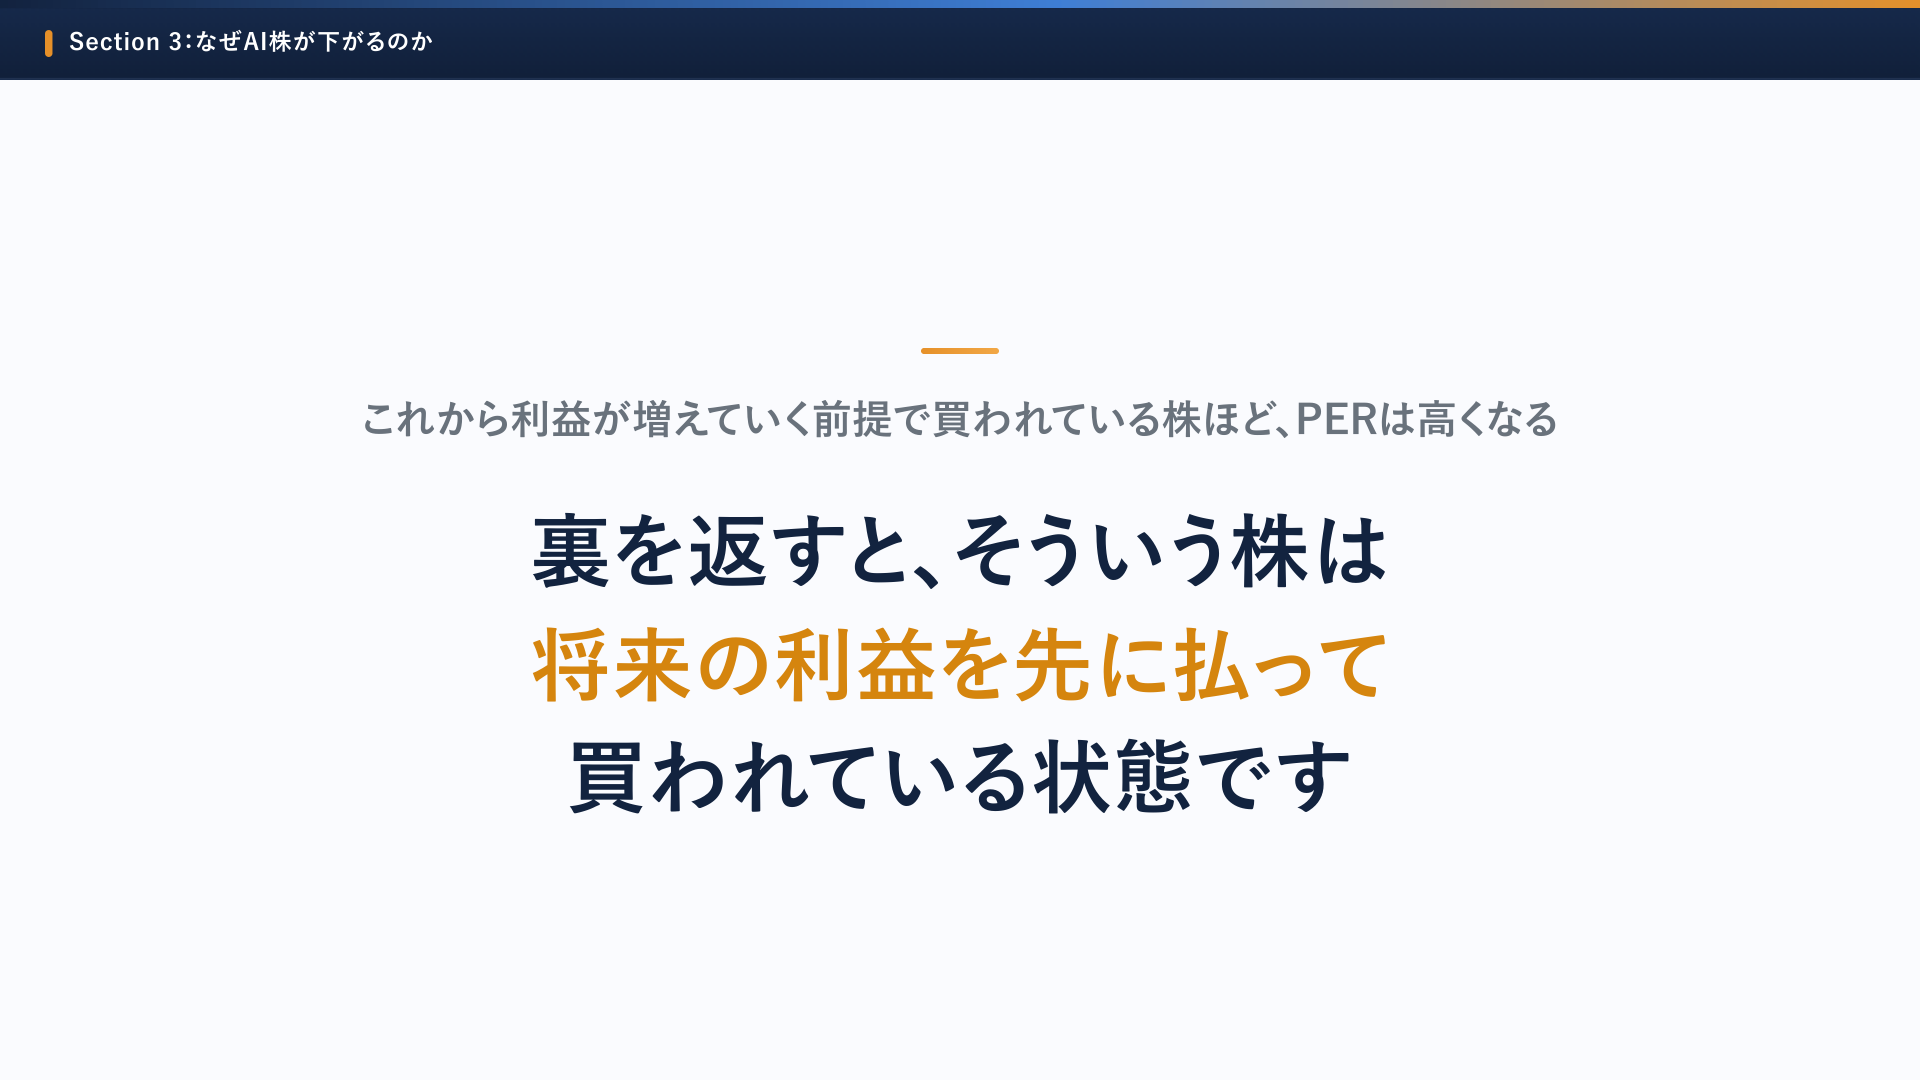 Section 3：なぜAI株が下がるのか
これから利益が増えていく前提で買われている株ほど、PERは高くなる
裏を返すと、そういう株は
将来の利益を先に払って
買われている状態です